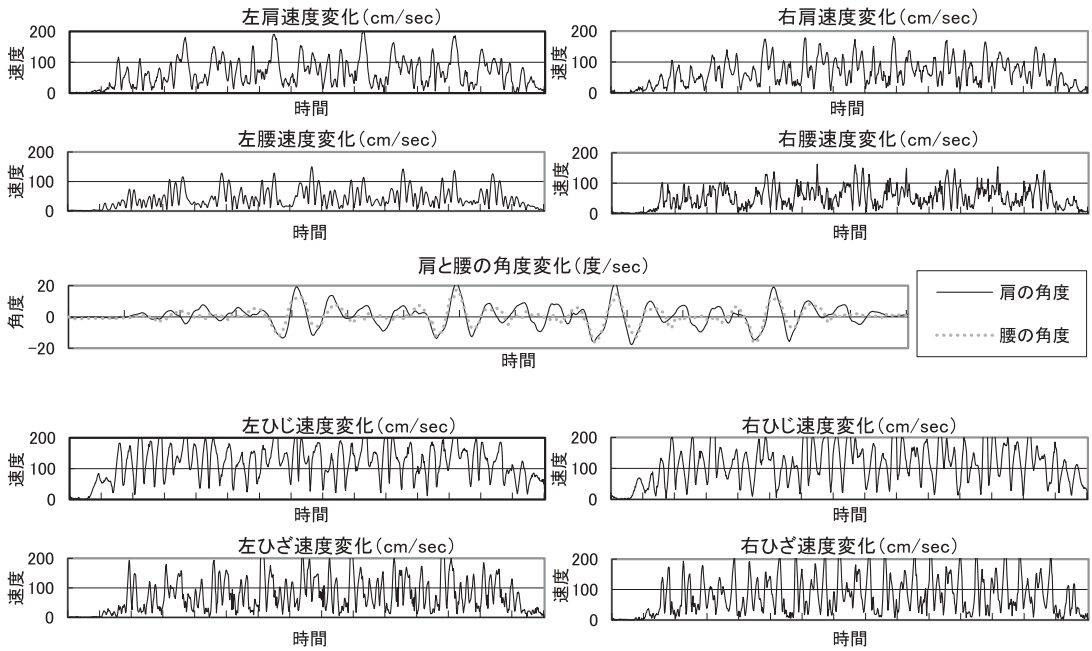 左肩速度変化(cm/sec)
速度
200
100
0
時間
右肩速度変化(cm/sec)
速度
200
100
0
時間
左腰速度変化(cm/sec)
速度
200
100
0
時間
右腰速度変化(cm/sec)
速度
200
100
0
時間
肩と腰の角度変化(度/sec)
角度
20
0
-20
時間
肩の角度
腰の角度
左ひじ速度変化(cm/sec)
速度
200
100
0
時間
右ひじ速度変化(cm/sec)
速度
200
100
0
時間
左ひざ速度変化(cm/sec)
速度
200
100
0
時間
右ひざ速度変化(cm/sec)
速度
200
100
0
時間